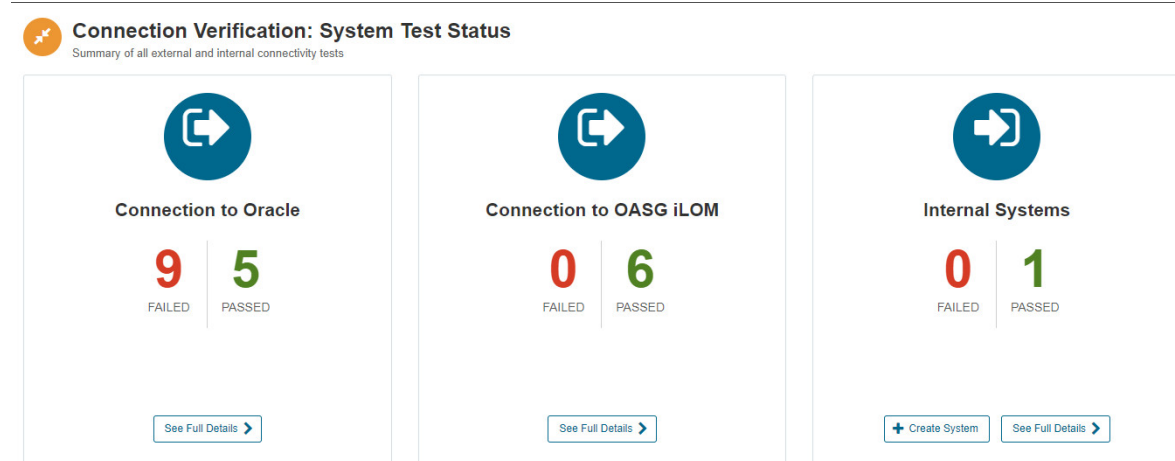 Connection Verification: System Test Status
Summary of all external and internal connectivity tests
Connection to Oracle
9 5
FAILED PASSED
See Full Details
Connection to OASG iLOM
0 6
FAILED PASSED
See Full Details
Internal Systems
0 1
FAILED PASSED
Create System See Full Details